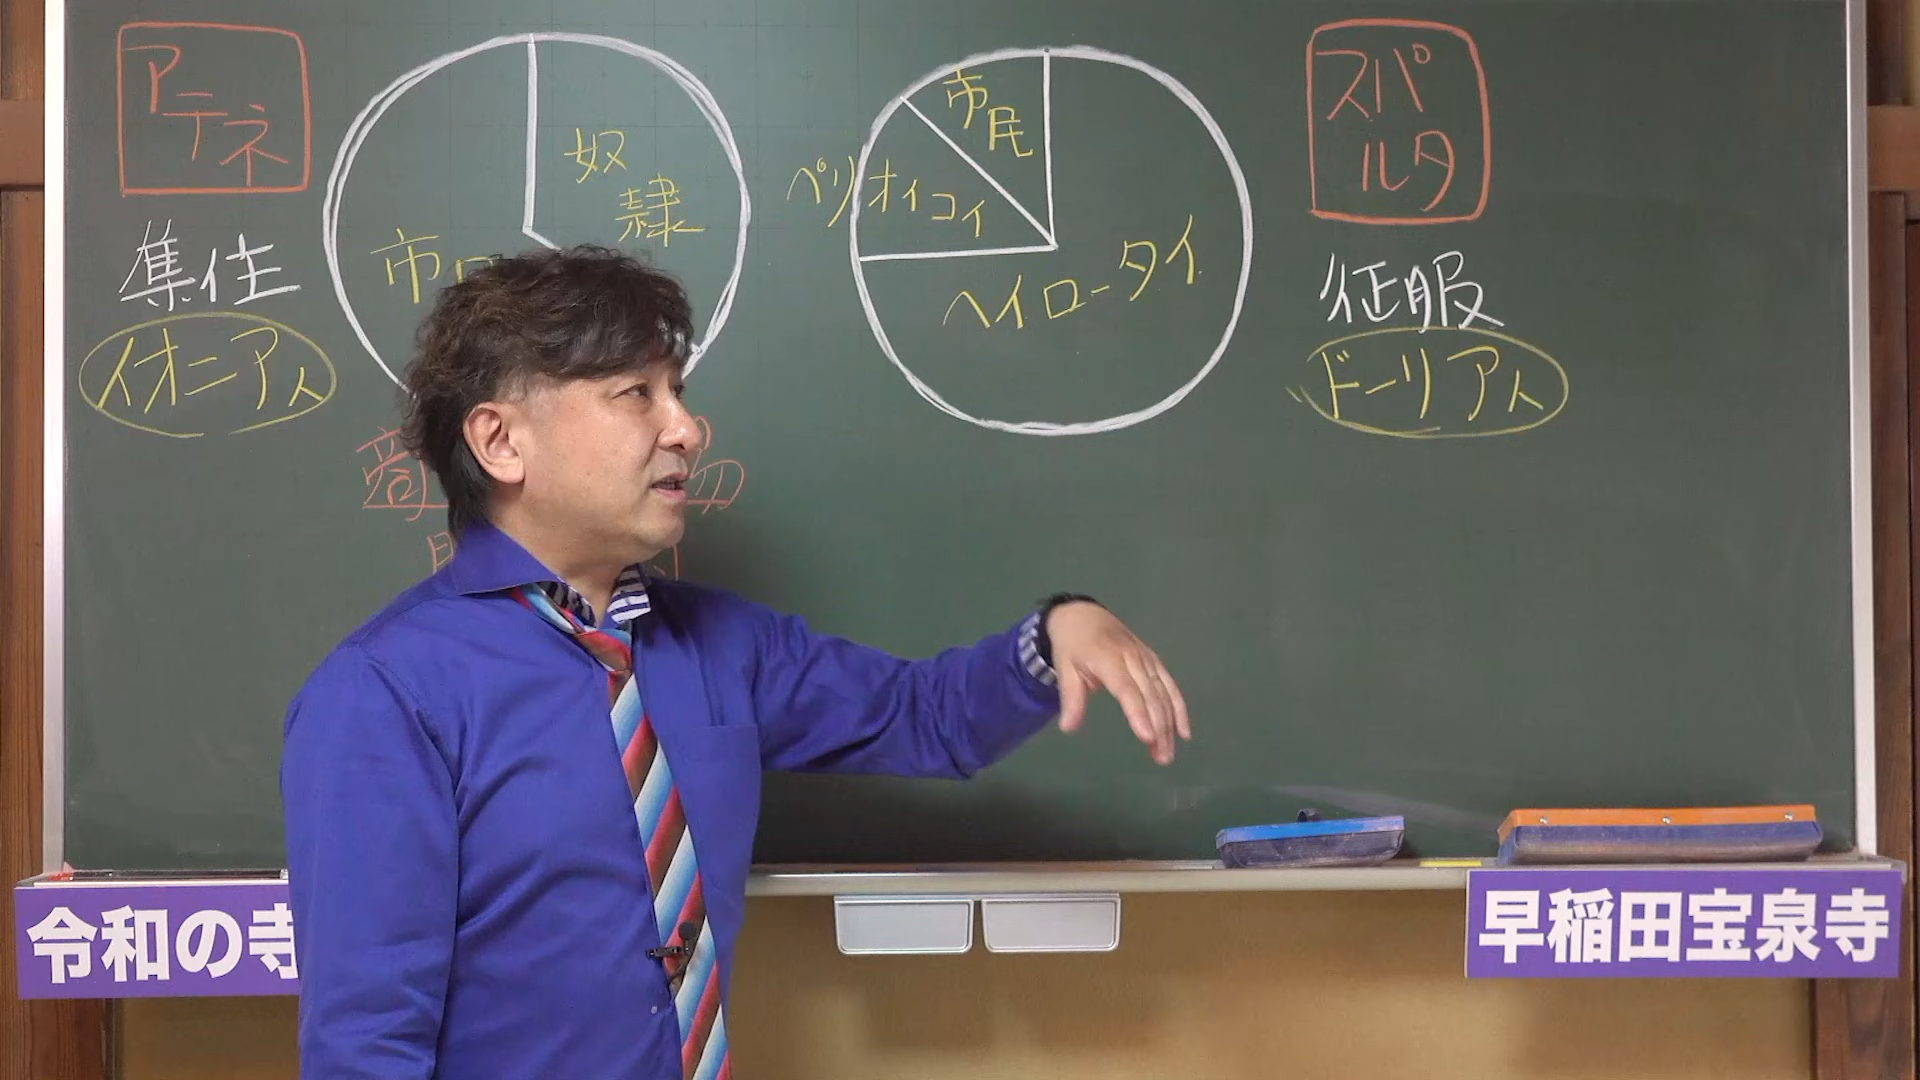 アテネ
集住
イオニア人
奴隷
市
市民
ペリオイコイ
ヘイロータイ
スパルタ
征服
ドーリア人
商
令和の寺
早稲田宝泉寺